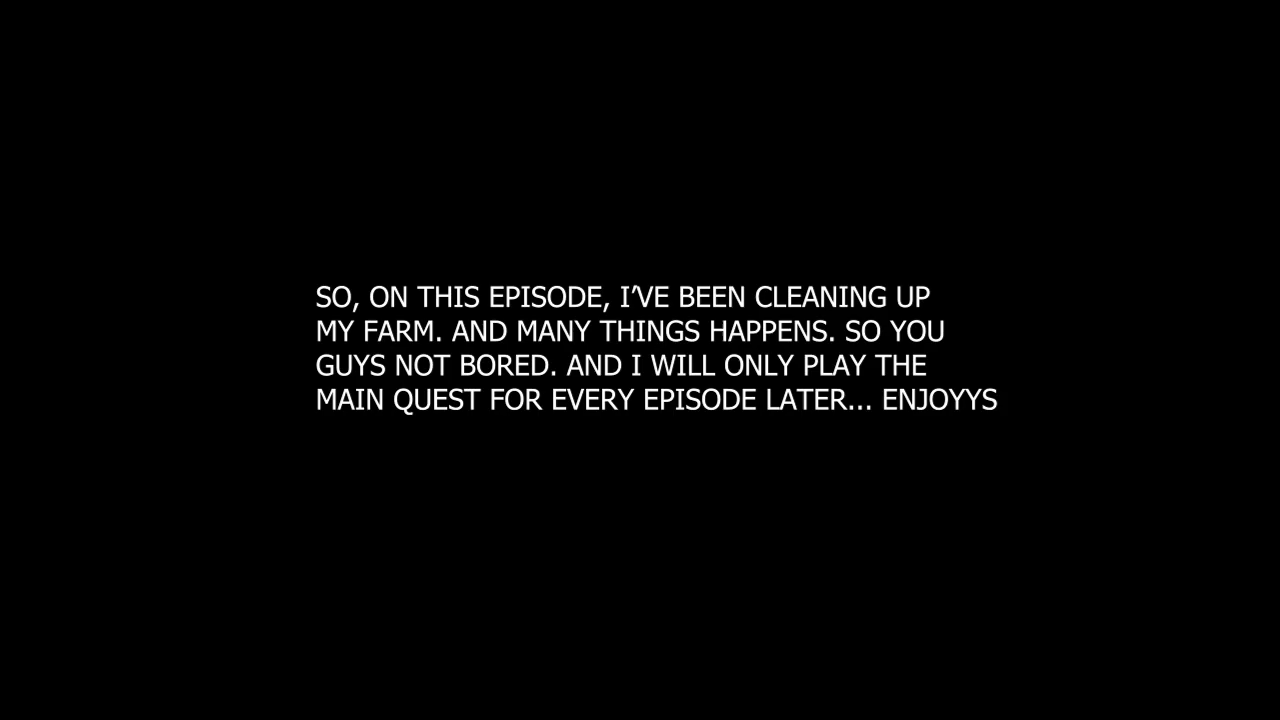 SO, ON THIS EPISODE, I’VE BEEN CLEANING UP
MY FARM. AND MANY THINGS HAPPENS. SO YOU
GUYS NOT BORED. AND I WILL ONLY PLAY THE
MAIN QUEST FOR EVERY EPISODE LATER... ENJOYYS